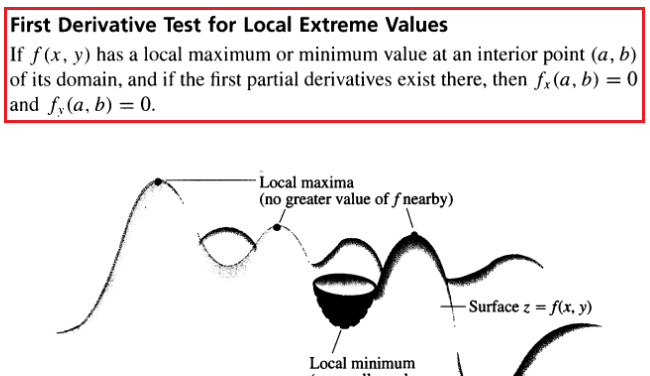 First Derivative Test for Local Extreme Values
If f(x, y) has a local maximum or minimum value at an interior point (a, b)
of its domain, and if the first partial derivatives exist there, then fₓ(a, b) = 0
and fᵧ(a, b) = 0.
Local maxima
(no greater value of f nearby)
Surface z = f(x, y)
Local minimum